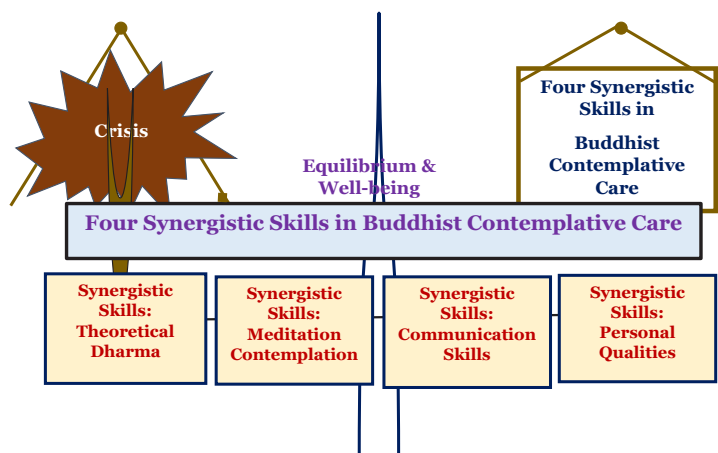 Crisis
Equilibrium &
Well-being
Four Synergistic
Skills in
Buddhist
Contemplative
Care
Four Synergistic Skills in Buddhist Contemplative Care
Synergistic
Skills:
Theoretical
Dharma
Synergistic
Skills:
Meditation
Contemplation
Synergistic
Skills:
Communication
Skills
Synergistic
Skills:
Personal
Qualities